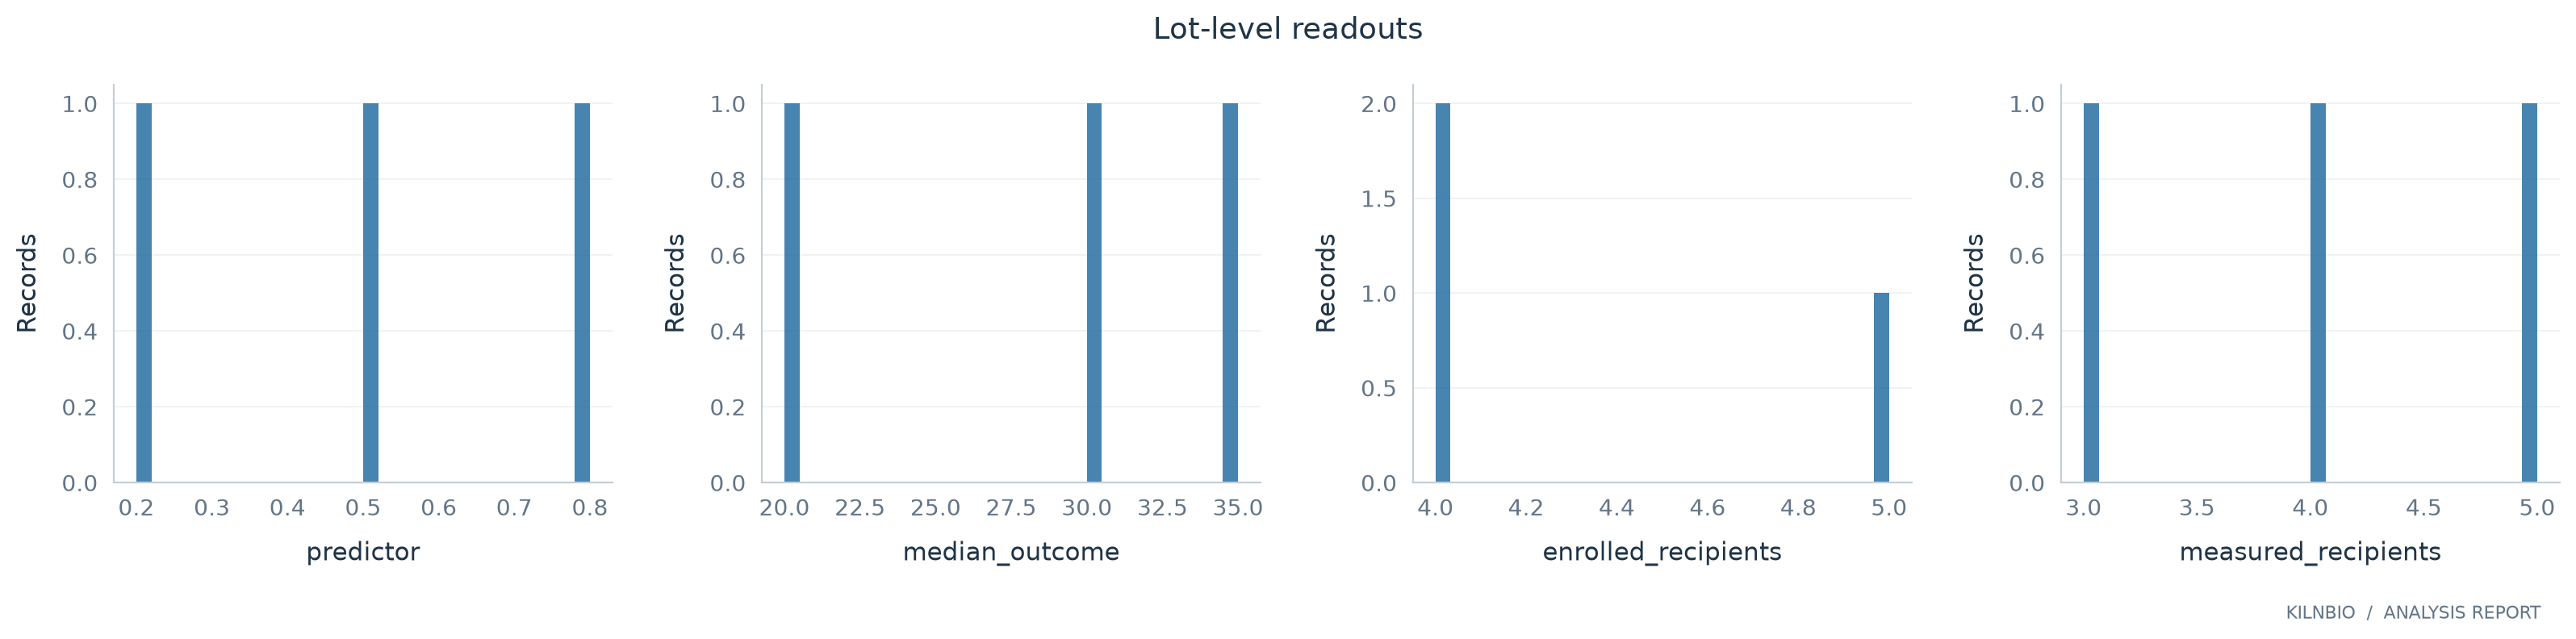 Lot-level readouts
Records
1.0
0.8
0.6
0.4
0.2
0.0
0.2 0.3 0.4 0.5 0.6 0.7 0.8
predictor
Records
1.0
0.8
0.6
0.4
0.2
0.0
20.0 22.5 25.0 27.5 30.0 32.5 35.0
median_outcome
Records
2.0
1.5
1.0
0.5
0.0
4.0 4.2 4.4 4.6 4.8 5.0
enrolled_recipients
Records
1.0
0.8
0.6
0.4
0.2
0.0
3.0 3.5 4.0 4.5 5.0
measured_recipients
KILNBIO / ANALYSIS REPORT